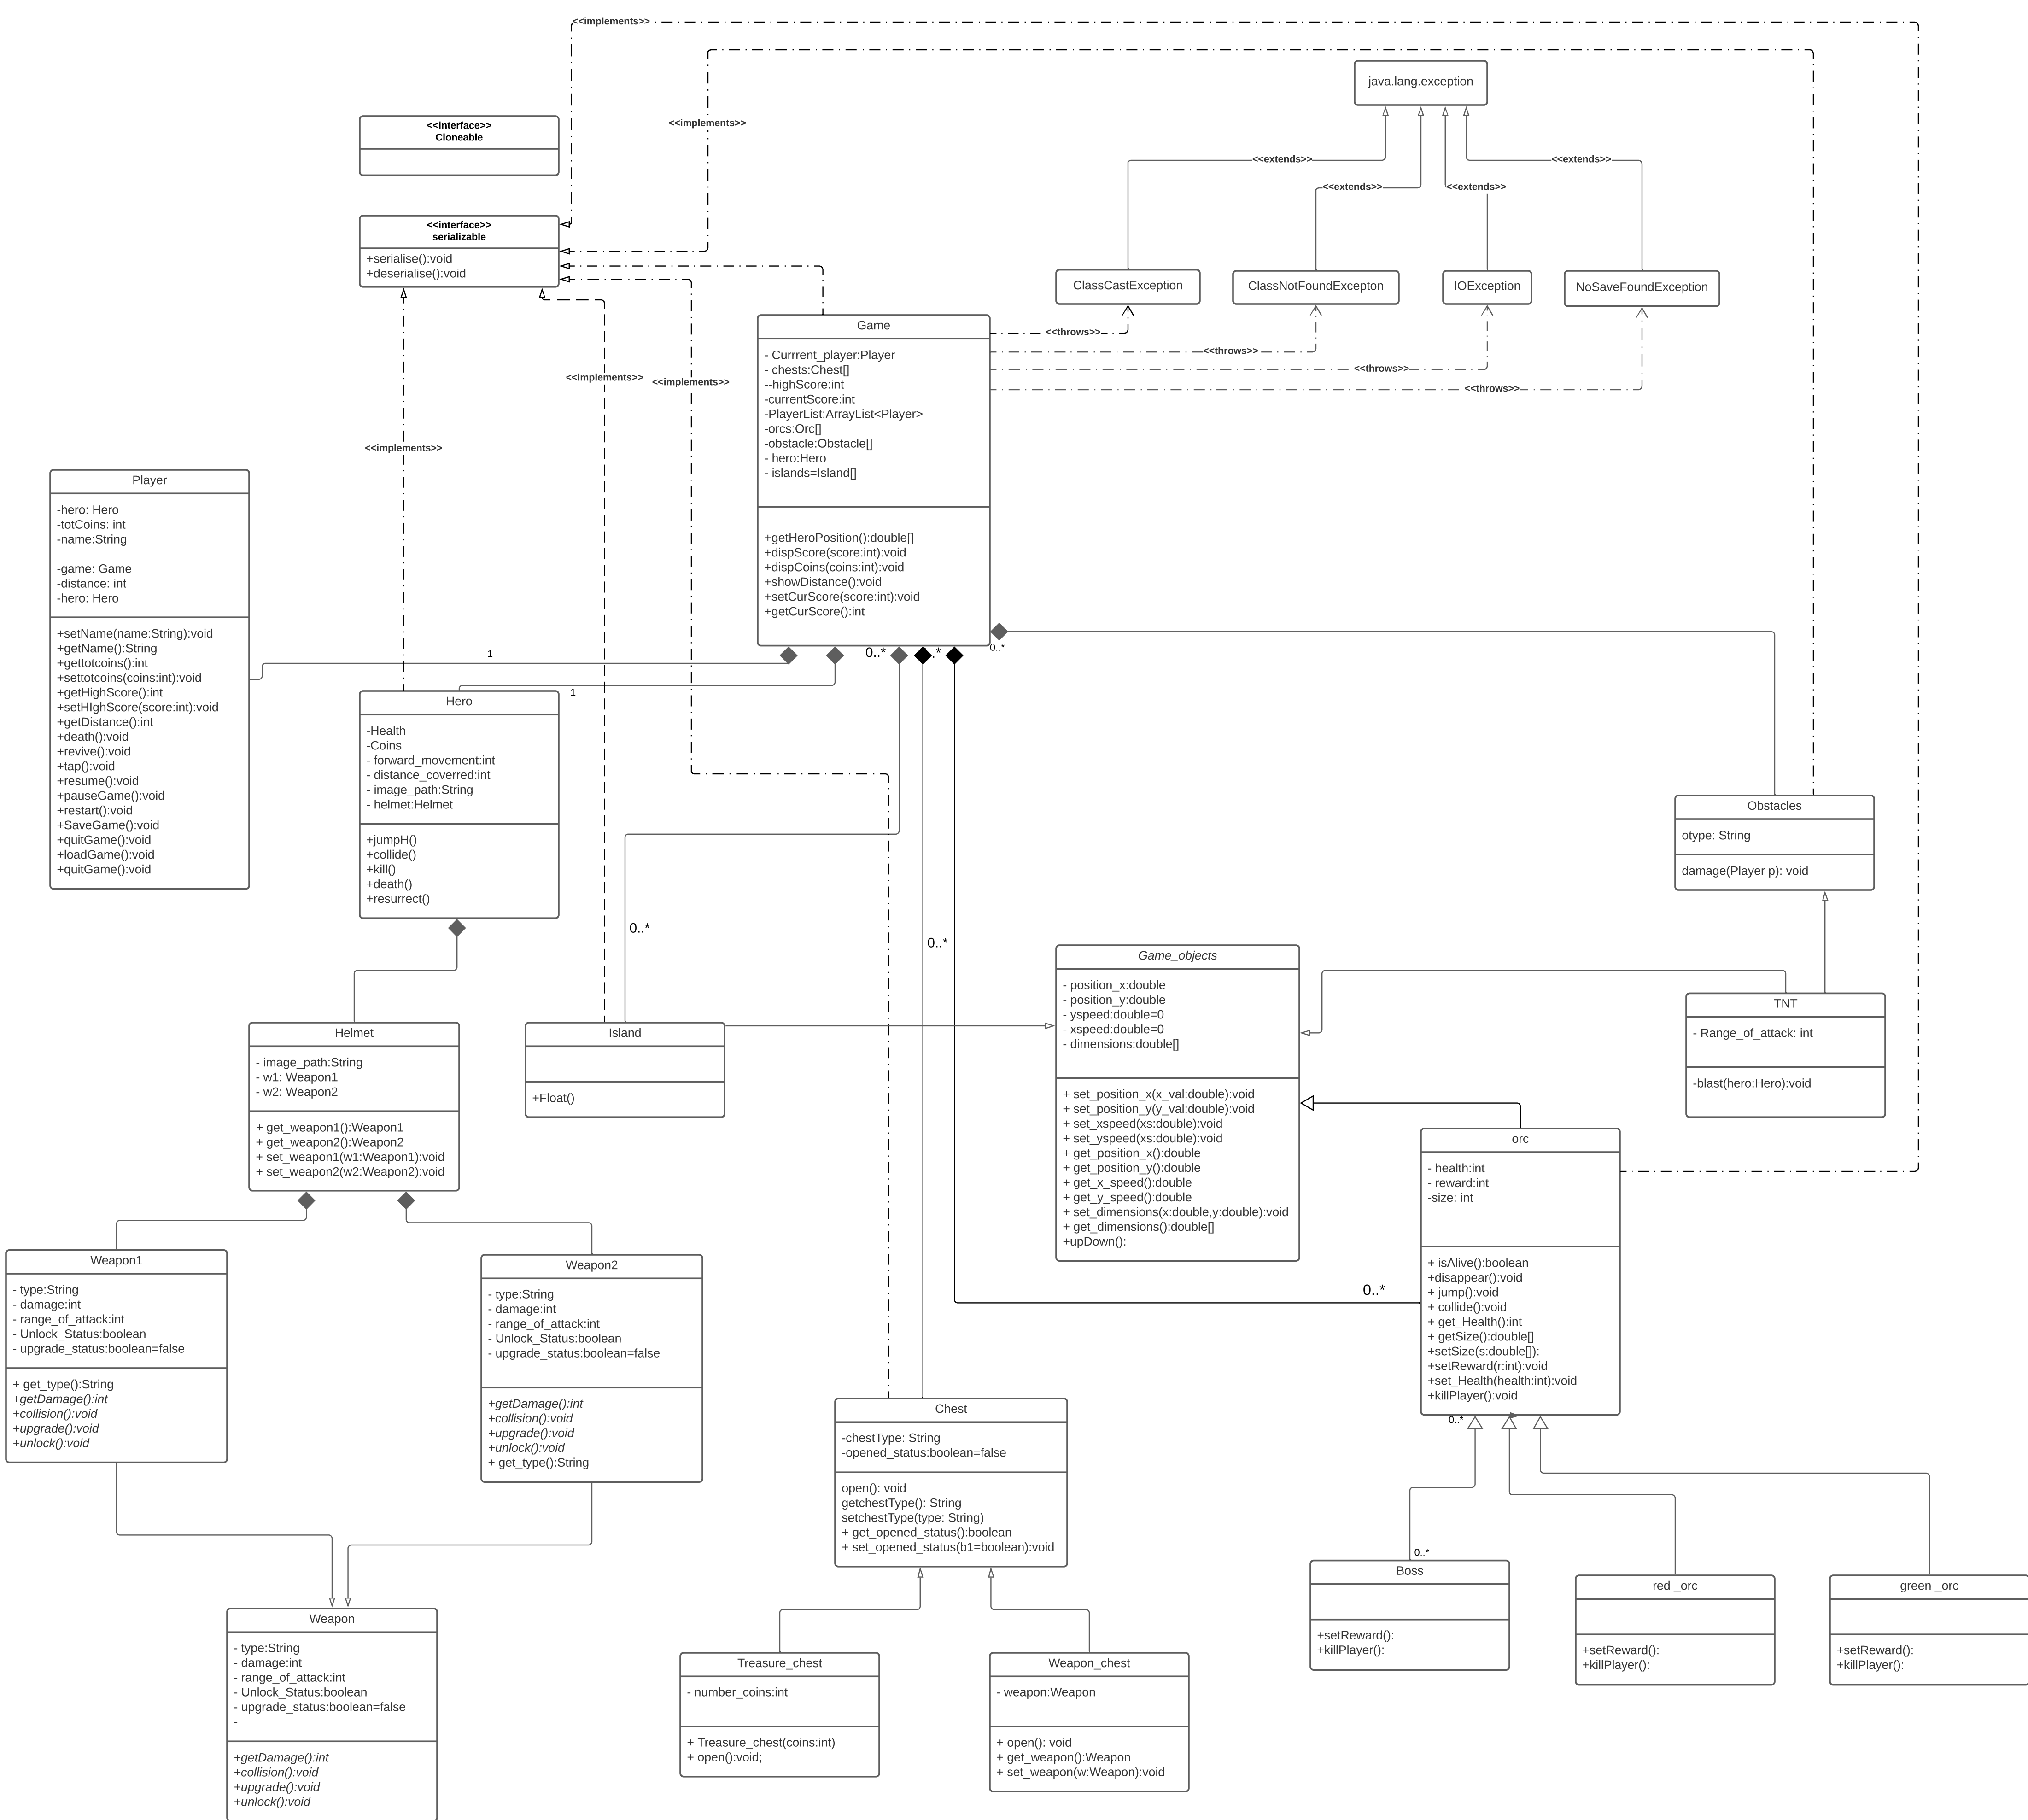 <<implements>>
java.lang.exception
<<interface>>
Cloneable
<<implements>>
<<extends>>
<<extends>>
<<extends>>
<<extends>>
<<interface>>
serializable
+serialise():void
+deserialise():void
ClassCastException
ClassNotFoundExcepton
IOException
NoSaveFoundException
<<throws>>
<<throws>>
<<throws>>
<<throws>>
<<implements>>
<<implements>>
<<implements>>
Game
- Currrent_player:Player
- chests:Chest[]
--highScore:int
-currentScore:int
-PlayerList:ArrayList<Player>
-orcs:Orc[]
-obstacle:Obstacle[]
- hero:Hero
- islands=Island[]
+getHeroPosition():double[]
+dispScore(score:int):void
+dispCoins(coins:int):void
+showDistance():void
+setCurScore(score:int):void
+getCurScore():int
Player
-hero: Hero
-totCoins: int
-name:String
-game: Game
-distance: int
-hero: Hero
+setName(name:String):void
+getName():String
+gettotcoins():int
+settotcoins(coins:int):void
+getHighScore():int
+setHIghScore(score:int):void
+getDistance():int
+death():void
+revive():void
+tap():void
+resume():void
+pauseGame():void
+restart():void
+SaveGame():void
+quitGame():void
+loadGame():void
+quitGame():void
1
1
0..*
.*
0..*
Hero
-Health
-Coins
- forward_movement:int
- distance_coverred:int
- image_path:String
- helmet:Helmet
+jumpH()
+collide()
+kill()
+death()
+resurrect()
Obstacles
otype: String
damage(Player p): void
0..*
0..*
Game_objects
- position_x:double
- position_y:double
- yspeed:double=0
- xspeed:double=0
- dimensions:double[]
+ set_position_x(x_val:double):void
+ set_position_y(y_val:double):void
+ set_xspeed(xs:double):void
+ set_yspeed(xs:double):void
+ get_position_x():double
+ get_position_y():double
+ get_x_speed():double
+ get_y_speed():double
+ set_dimensions(x:double,y:double):void
+ get_dimensions():double[]
+upDown():
TNT
- Range_of_attack: int
-blast(hero:Hero):void
Helmet
- image_path:String
- w1: Weapon1
- w2: Weapon2
+ get_weapon1():Weapon1
+ get_weapon2():Weapon2
+ set_weapon1(w1:Weapon1):void
+ set_weapon2(w2:Weapon2):void
Island
+Float()
orc
- health:int
- reward:int
-size: int
+ isAlive():boolean
+disappear():void
+ jump():void
+ collide():void
+ get_Health():int
+ getSize():double[]
+setSize(s:double[]):
+setReward(r:int):void
+set_Health(health:int):void
+killPlayer():void
0..*
0..*
0..*
Weapon1
- type:String
- damage:int
- range_of_attack:int
- Unlock_Status:boolean
- upgrade_status:boolean=false
+ get_type():String
+getDamage():int
+collision():void
+upgrade():void
+unlock():void
Weapon2
- type:String
- damage:int
- range_of_attack:int
- Unlock_Status:boolean
- upgrade_status:boolean=false
+getDamage():int
+collision():void
+upgrade():void
+unlock():void
+ get_type():String
Chest
-chestType: String
-opened_status:boolean=false
open(): void
getchestType(): String
setchestType(type: String)
+ get_opened_status():boolean
+ set_opened_status(b1=boolean):void
Boss
+setReward():
+killPlayer():
red _orc
+setReward():
+killPlayer():
green _orc
+setReward():
+killPlayer():
Weapon
- type:String
- damage:int
- range_of_attack:int
- Unlock_Status:boolean
- upgrade_status:boolean=false
-
+getDamage():int
+collision():void
+upgrade():void
+unlock():void
Treasure_chest
- number_coins:int
+ Treasure_chest(coins:int)
+ open():void;
Weapon_chest
- weapon:Weapon
+ open(): void
+ get_weapon():Weapon
+ set_weapon(w:Weapon):void